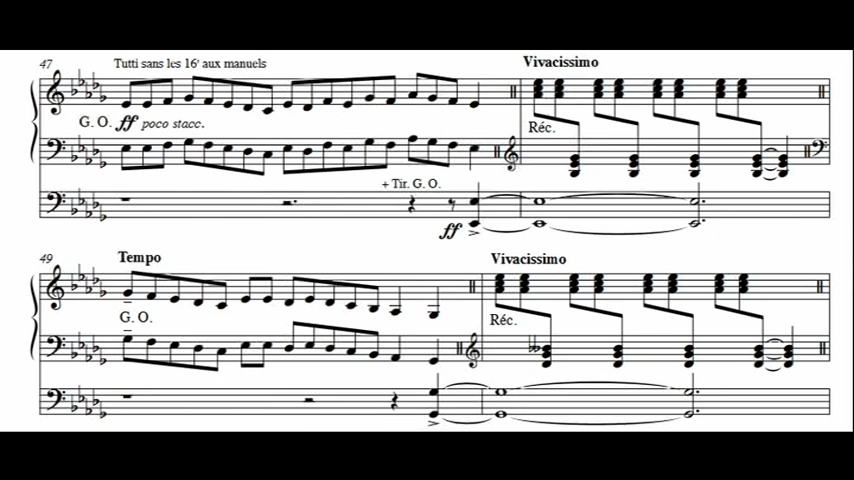 47 Tutti sans les 16' aux manuels Vivacissimo
G. O. ff poco stacc. Réc.
+ Tir. G. O.
ff
49 Tempo Vivacissimo
G. O. Réc.